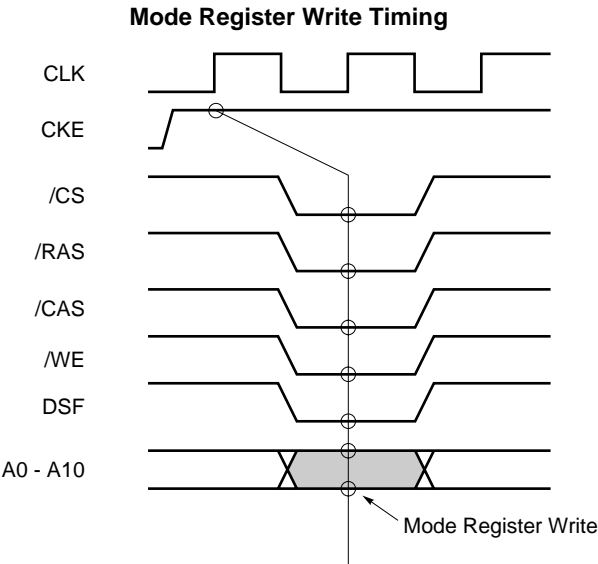 Mode Register Write Timing
CLK
CKE
/CS
/RAS
/CAS
/WE
DSF
A0 - A10
Mode Register Write